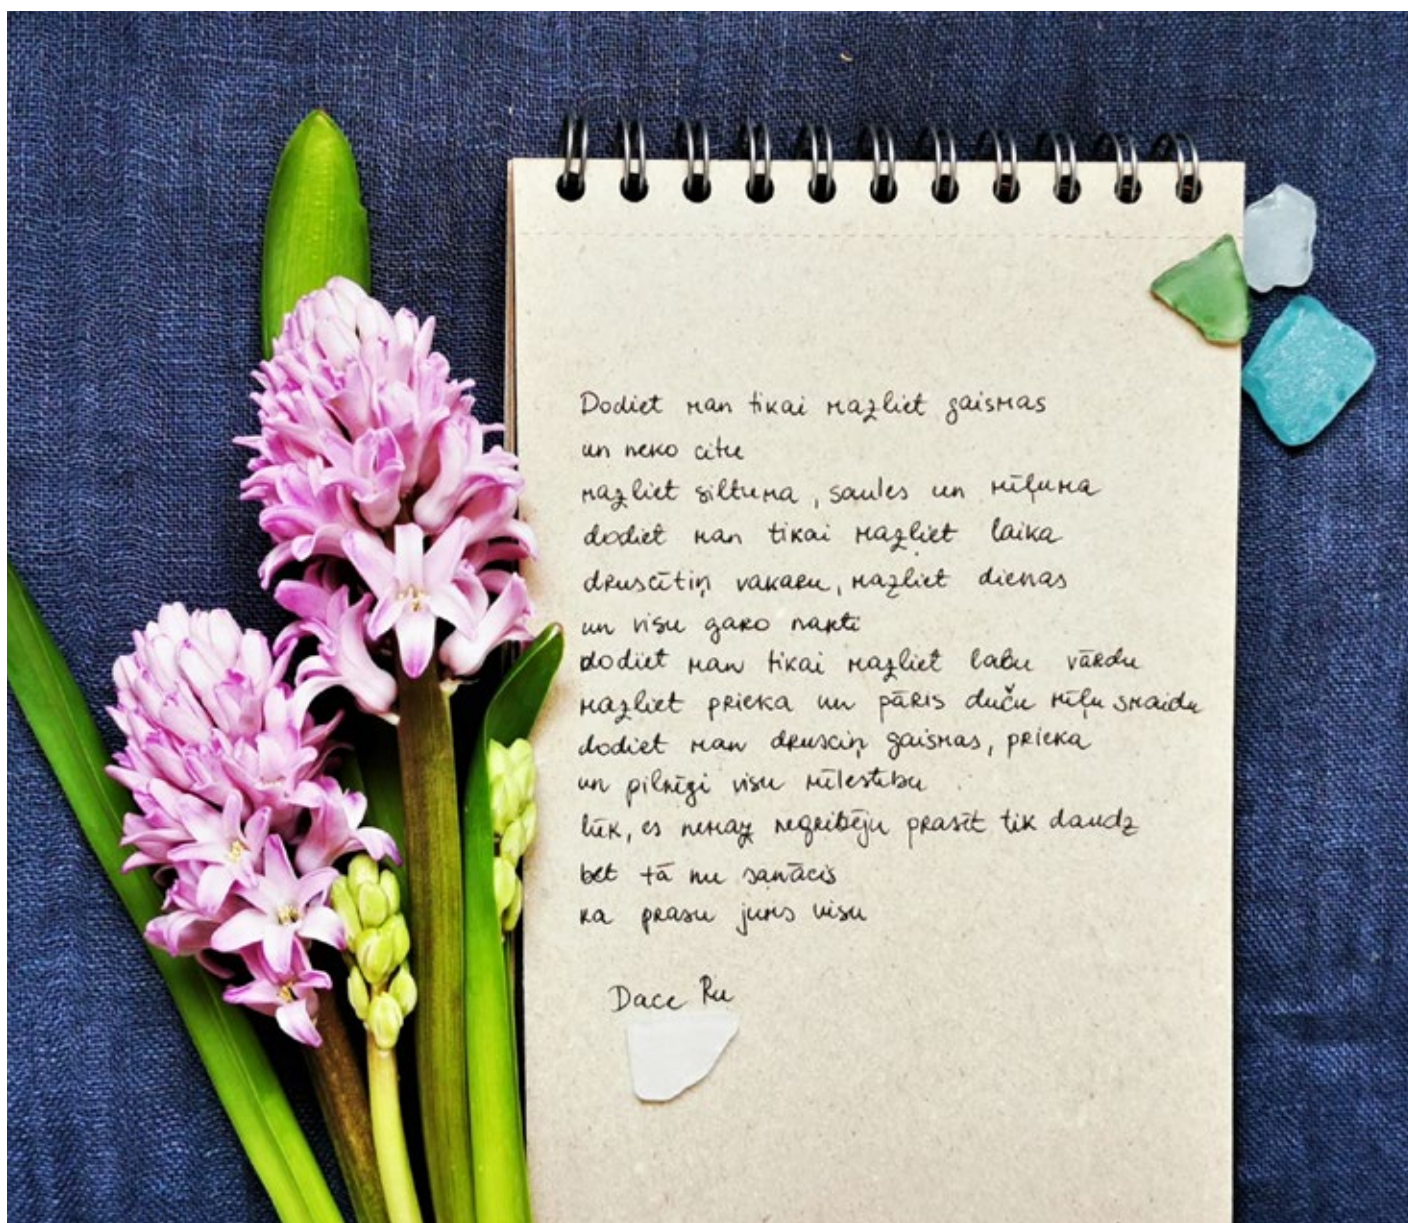 Dodiet man tikai mazliet gaismas
un neko citu
mazliet siltuma, saules un mīļuma
dodiet man tikai mazliet laika
druscītiņ vakaru, mazliet dienas
un visu garo nakti
dodiet man tikai mazliet labu vārdu
mazliet prieka un pāris duču mīļu smaidu
dodiet man drusciņ gaismas, prieka
un pilnīgi visu mīlestību
lūk, es nemaz negribēju prasīt tik daudz
bet tā nu sanācis
ka prasu jums visu
Dace Ru